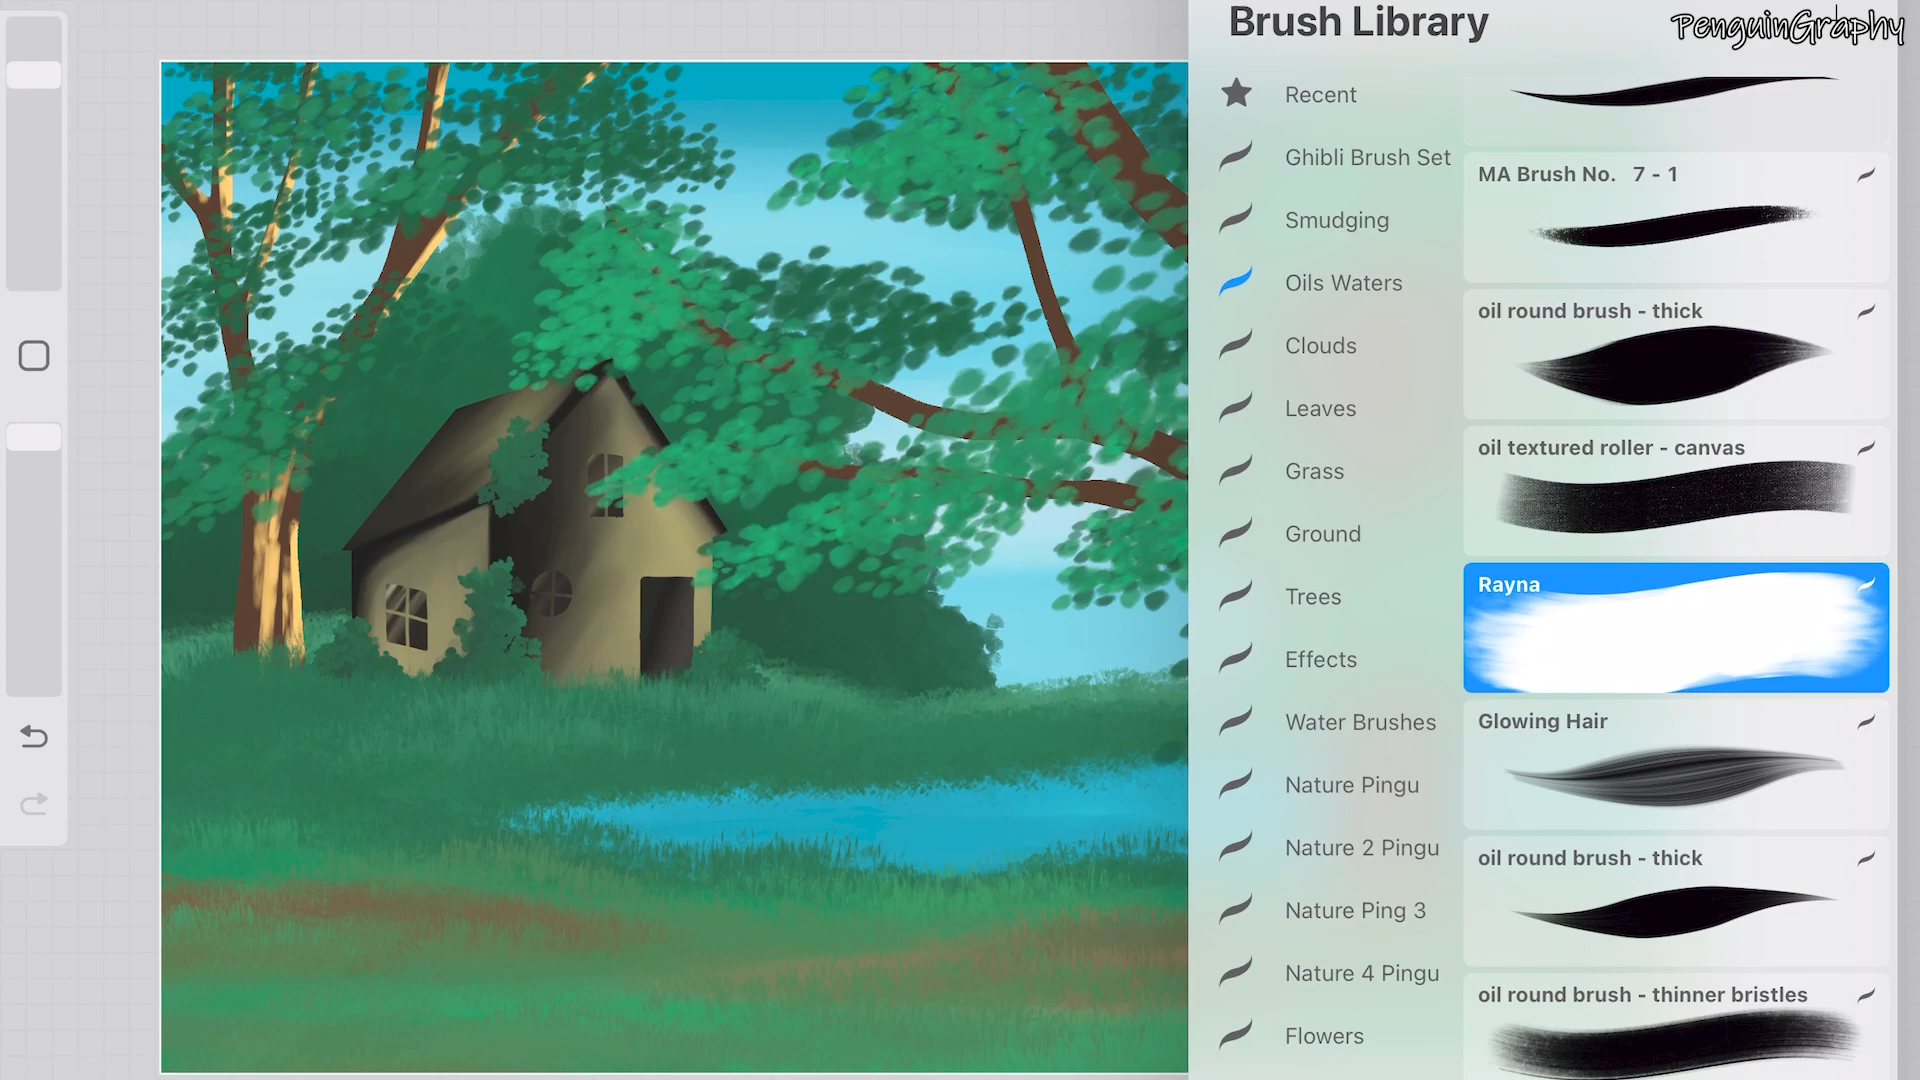 Brush Library
PenguinGraphy
Recent
Ghibli Brush Set
Smudging
Oils Waters
Clouds
Leaves
Grass
Ground
Trees
Effects
Water Brushes
Nature Pingu
Nature 2 Pingu
Nature Ping 3
Nature 4 Pingu
Flowers
MA Brush No. 7 - 1
oil round brush - thick
oil textured roller - canvas
Rayna
Glowing Hair
oil round brush - thick
oil round brush - thinner bristles